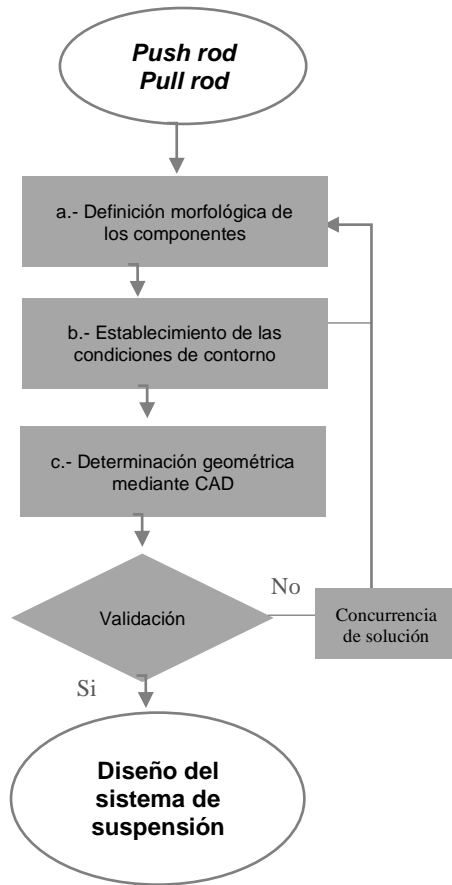 Push rod
Pull rod
a.- Definición morfológica de
los componentes
b.- Establecimiento de las
condiciones de contorno
c.- Determinación geométrica
mediante CAD
Validación
No
Concurrencia
de solución
Si
Diseño del
sistema de
suspensión